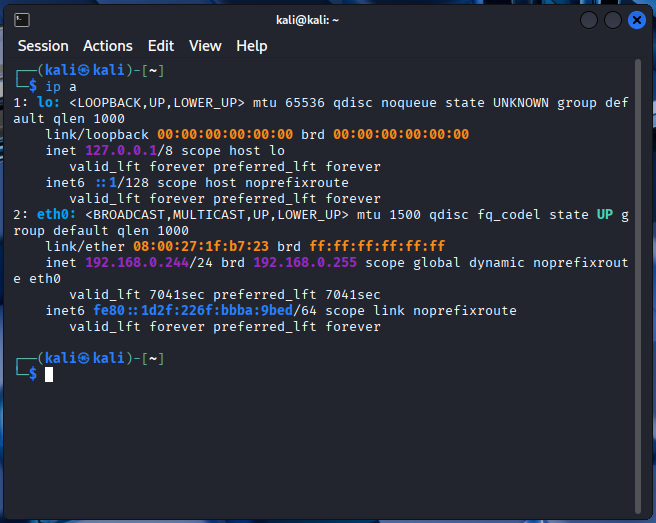 kali@kali: ~
Session Actions Edit View Help
┌──(kali㉿kali)-[~]
└─$ ip a
1: lo: <LOOPBACK,UP,LOWER_UP> mtu 65536 qdisc noqueue state UNKNOWN group def
ault qlen 1000
    link/loopback 00:00:00:00:00:00 brd 00:00:00:00:00:00
    inet 127.0.0.1/8 scope host lo
       valid_lft forever preferred_lft forever
    inet6 ::1/128 scope host noprefixroute
       valid_lft forever preferred_lft forever
2: eth0: <BROADCAST,MULTICAST,UP,LOWER_UP> mtu 1500 qdisc fq_codel state UP g
roup default qlen 1000
    link/ether 08:00:27:1f:b7:23 brd ff:ff:ff:ff:ff:ff
    inet 192.168.0.244/24 brd 192.168.0.255 scope global dynamic noprefixrout
e eth0
       valid_lft 7041sec preferred_lft 7041sec
    inet6 fe80::1d2f:226f:bbba:9bed/64 scope link noprefixroute
       valid_lft forever preferred_lft forever
┌──(kali㉿kali)-[~]
└─$